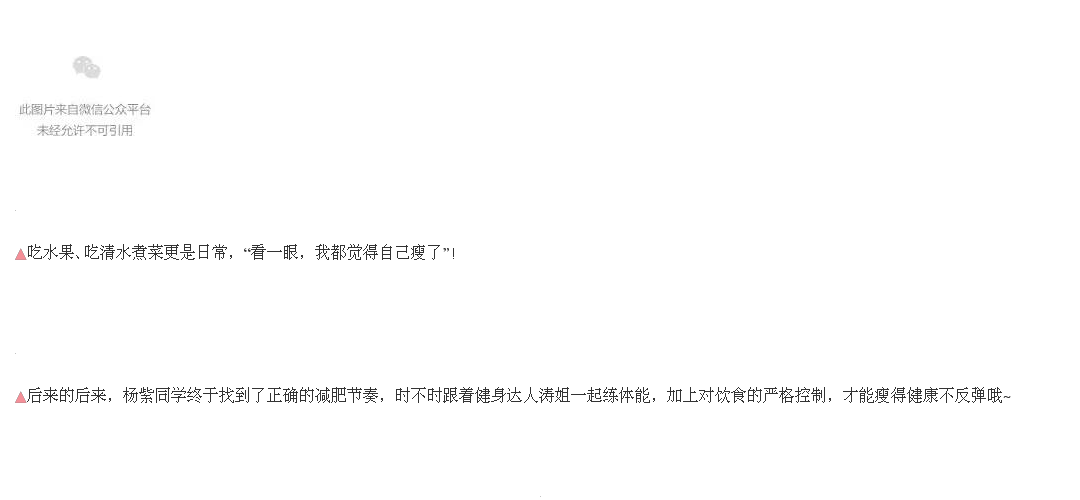 此图片来自微信公众平台
未经允许不可引用
▲吃水果、吃清水煮菜更是日常，“看一眼，我都觉得自己瘦了”!
▲后来的后来，杨紫同学终于找到了正确的减肥节奏，时不时跟着健身达人涛姐一起练体能，加上对饮食的严格控制，才能瘦得健康不反弹哦~